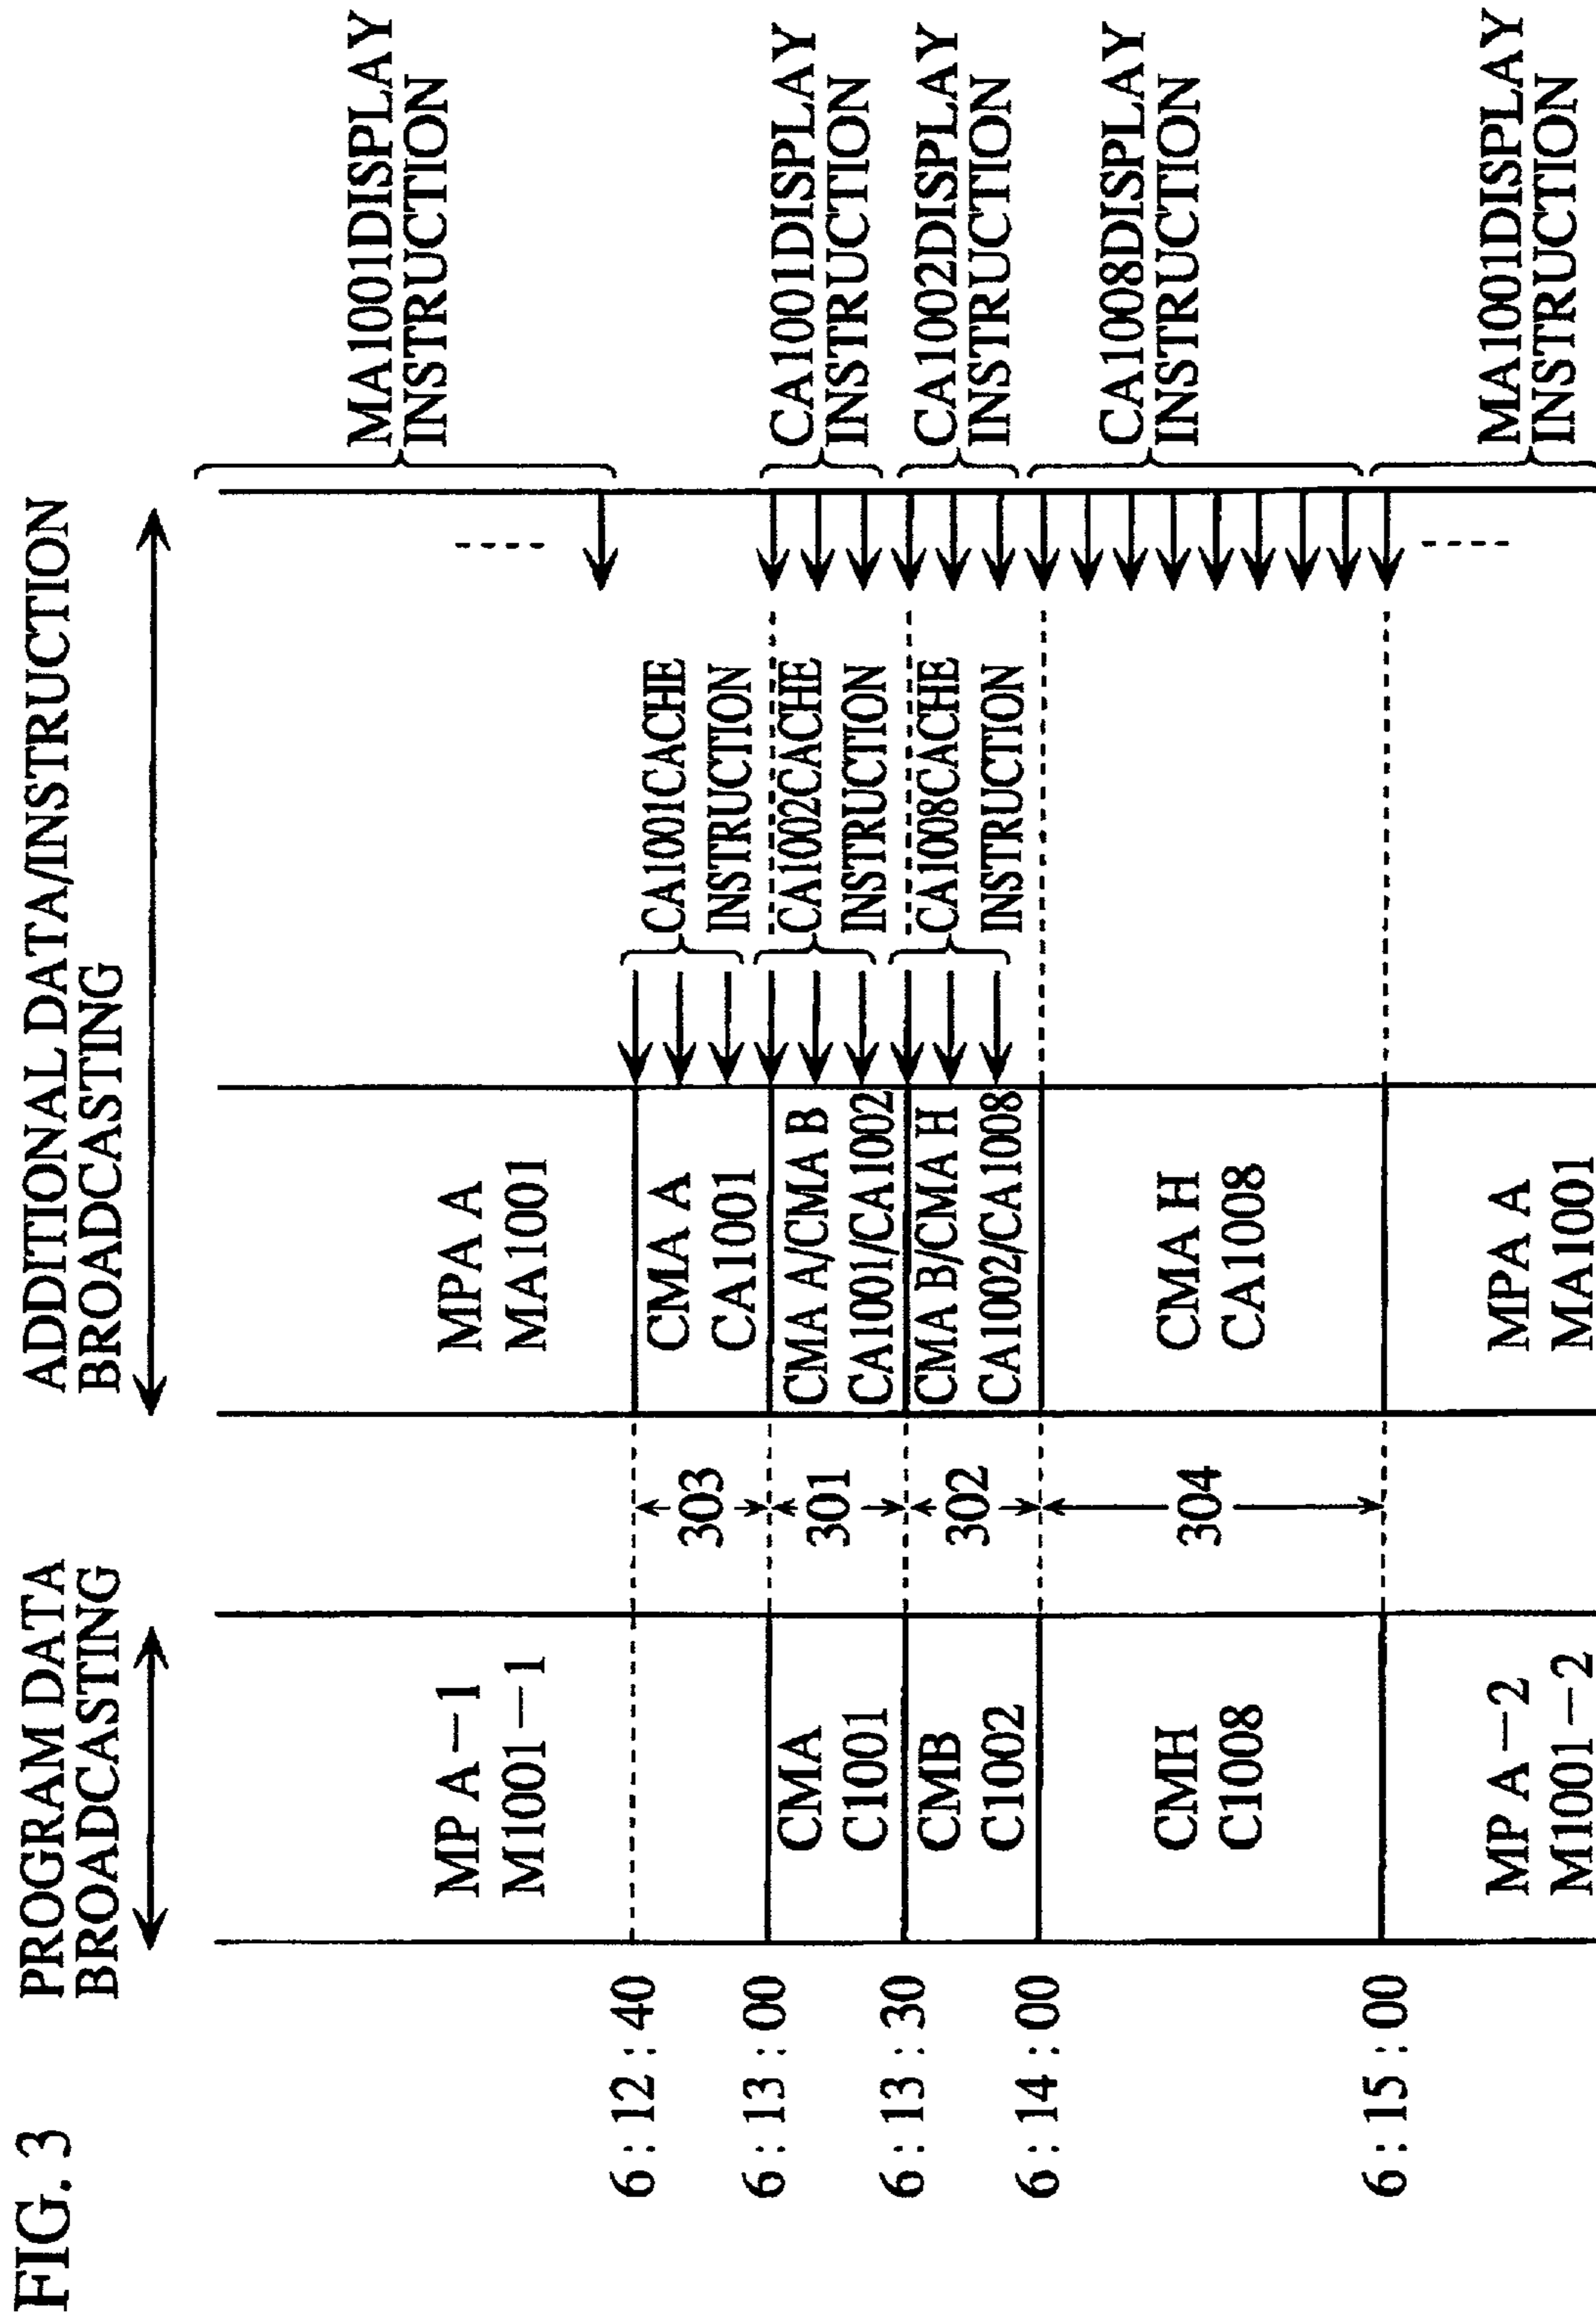 FIG. 3
PROGRAM DATA
BROADCASTING
ADDITIONAL DATA/INSTRUCTION
BROADCASTING
MP A－1
M1001－1
MPA A
MA1001
MA1001DISPLAY
INSTRUCTION
6 : 12 : 40
303
CMA A
CA1001
CA1001CACHE
INSTRUCTION
6 : 13 : 00
CMA
C1001
301
CMA A/CMA B
CA1001/CA1002
CA1002CACHE
INSTRUCTION
CA1001DISPLAY
INSTRUCTION
6 : 13 : 30
CMB
C1002
302
CMA B/CMA H
CA1002/CA1008
CA1008CACHE
INSTRUCTION
CA1002DISPLAY
INSTRUCTION
6 : 14 : 00
CMH
C1008
304
CMA H
CA1008
CA1008DISPLAY
INSTRUCTION
6 : 15 : 00
MP A－2
M1001－2
MPA A
MA1001
MA1001DISPLAY
INSTRUCTION